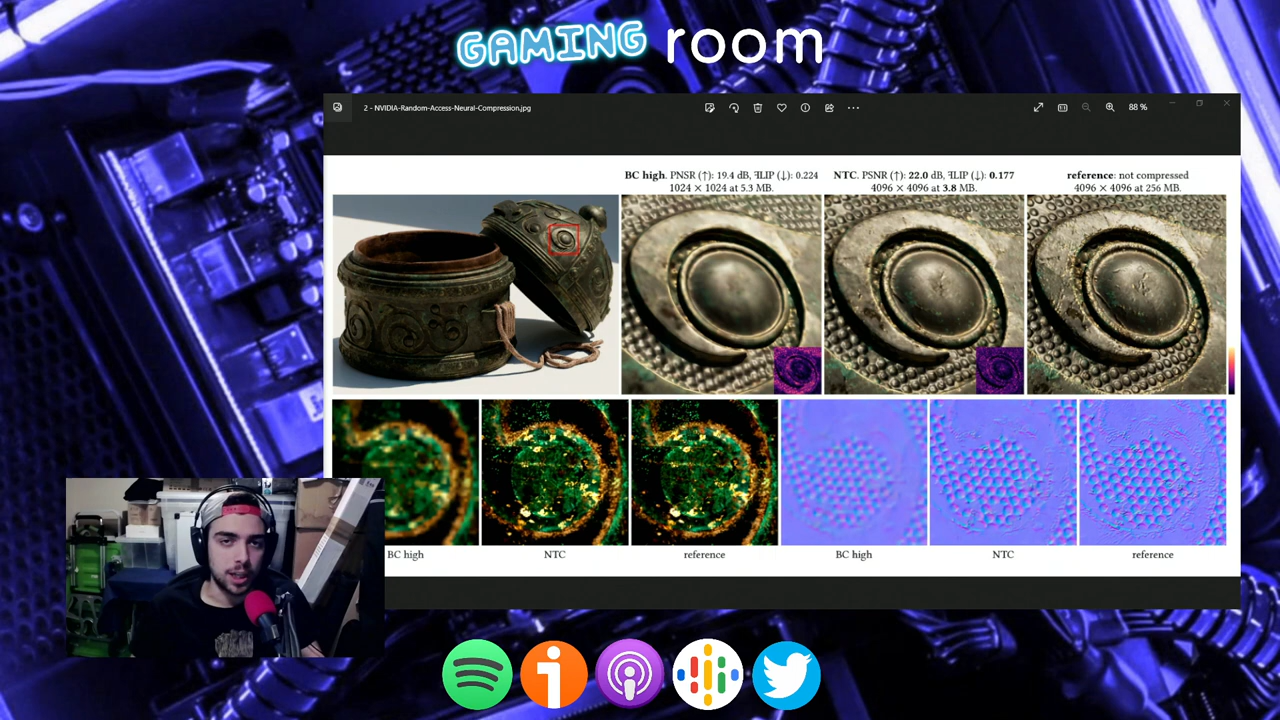 GAMING room
2 - NVIDIA-Random-Access-Neural-Compression.jpg
88 %
BC high. PNSR (↑): 19.4 dB, ꟻLIP (↓): 0.224
1024 × 1024 at 5.3 MB.
NTC. PSNR (↑): 22.0 dB, ꟻLIP (↓): 0.177
4096 × 4096 at 3.8 MB.
reference: not compressed
4096 × 4096 at 256 MB.
BC high
NTC
reference
BC high
NTC
reference